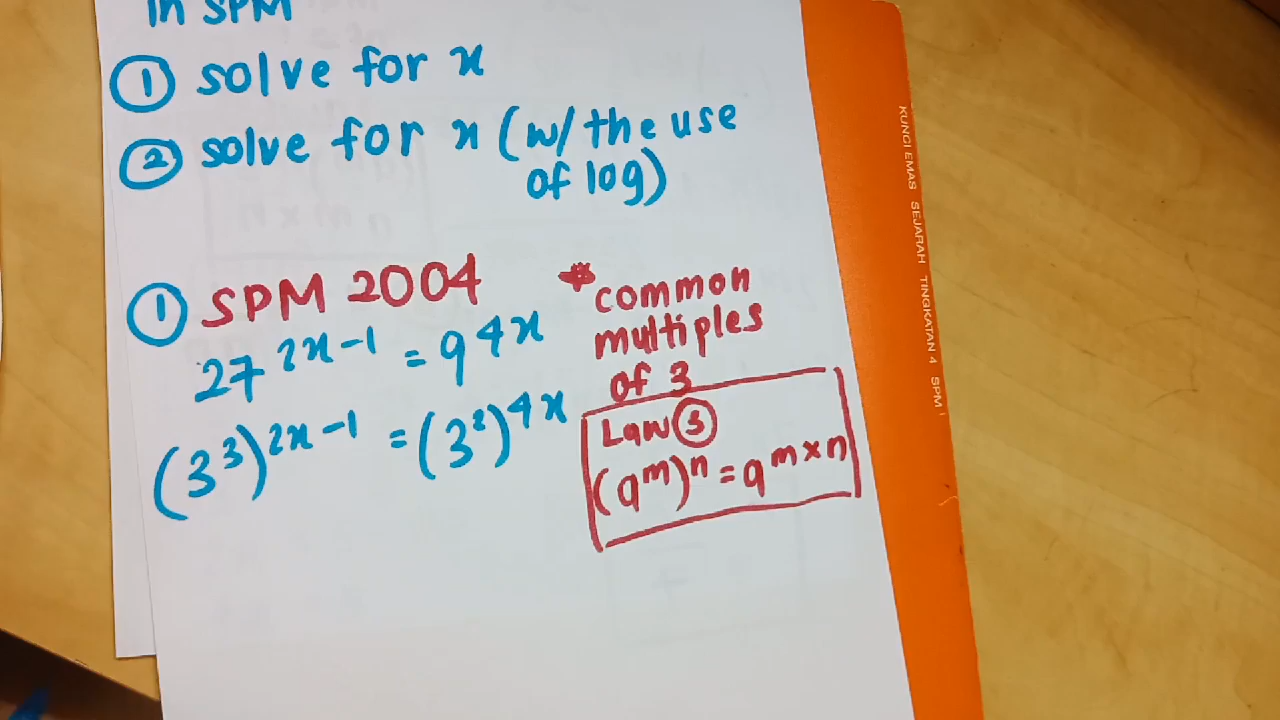 in SPM
① solve for x
② solve for x (w/ the use
of log)
① SPM 2004
* common
multiples
of 3
27^{2x-1} = 9^{4x}
(3^3)^{2x-1} = (3^2)^{4x}
Law ③
(a^m)^n = a^{m×n}
KUNCI EMAS SEJARAH TINGKATAN 4 SPM